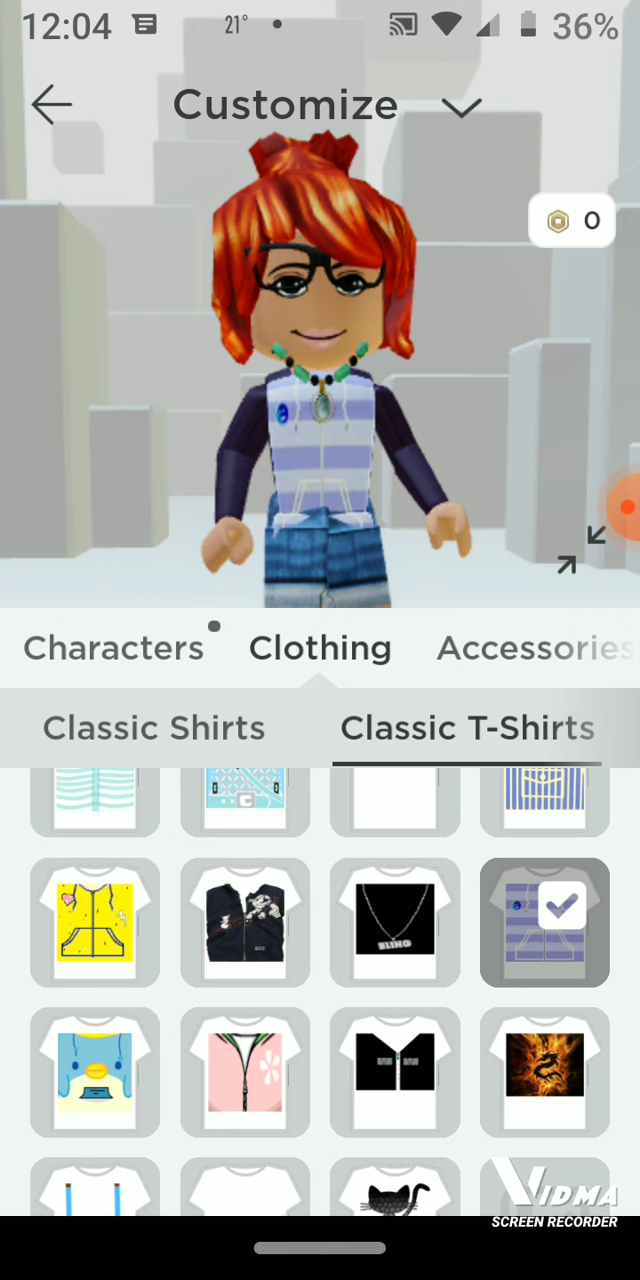 12:04 21° 36%
Customize
0
Characters Clothing Accessories
Classic Shirts Classic T-Shirts
BLING
VIDMA
SCREEN RECORDER